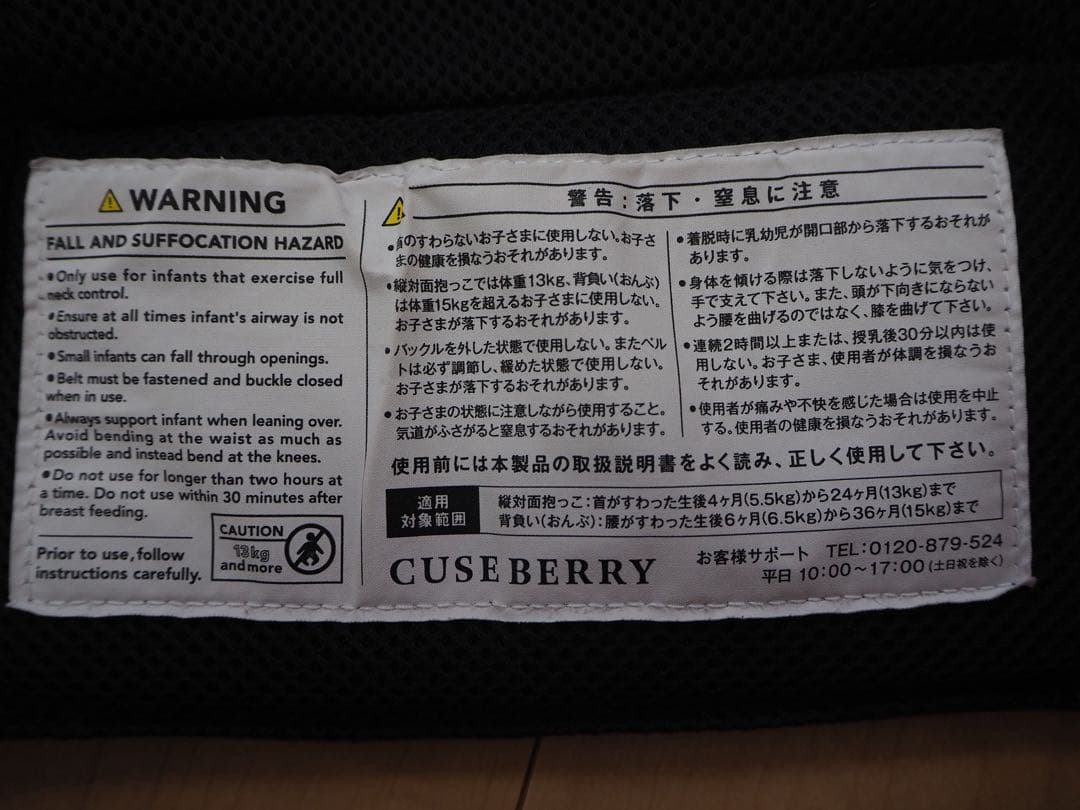 WARNING
FALL AND SUFFOCATION HAZARD
•Only use for infants that exercise full
neck control.
•Ensure at all times infant's airway is not
obstructed.
•Small infants can fall through openings.
•Belt must be fastened and buckle closed
when in use.
•Always support infant when leaning over.
Avoid bending at the waist as much as
possible and instead bend at the knees.
•Do not use for longer than two hours at
a time. Do not use within 30 minutes after
breast feeding.
Prior to use, follow
instructions carefully.
CAUTION
13kg
and more
警告:落下・窒息に注意
•首のすわらないお子さまに使用しない。お子さ
まの健康を損なうおそれがあります。
•縦対面抱っこでは体重13kg、背負い(おんぶ)
は体重15kgを超えるお子さまに使用しない。
お子さまが落下するおそれがあります。
•バックルを外した状態で使用しない。またベル
トは必ず調節し、緩めた状態で使用しない。
お子さまが落下するおそれがあります。
•お子さまの状態に注意しながら使用すること。
気道がふさがると窒息するおそれがあります。
•着脱時に乳幼児が開口部から落下するおそれが
あります。
•身体を傾ける際は落下しないように気をつけ、
手で支えて下さい。また、頭が下向きにならない
よう腰を曲げるのではなく、膝を曲げて下さい。
•連続2時間以上または、授乳後30分以内は使
用しない。お子さま、使用者が体調を損なうお
それがあります。
•使用者が痛みや不快を感じた場合は使用を中止
する。使用者の健康を損なうおそれがあります。
使用前には本製品の取扱説明書をよく読み、正しく使用して下さい。
適用
対象範囲
縦対面抱っこ:首がすわった生後4ヶ月(5.5kg)から24ヶ月(13kg)まで
背負い(おんぶ):腰がすわった生後6ヶ月(6.5kg)から36ヶ月(15kg)まで
CUSE BERRY
お客様サポート TEL:0120-879-524
平日 10:00~17:00(土日祝を除く)